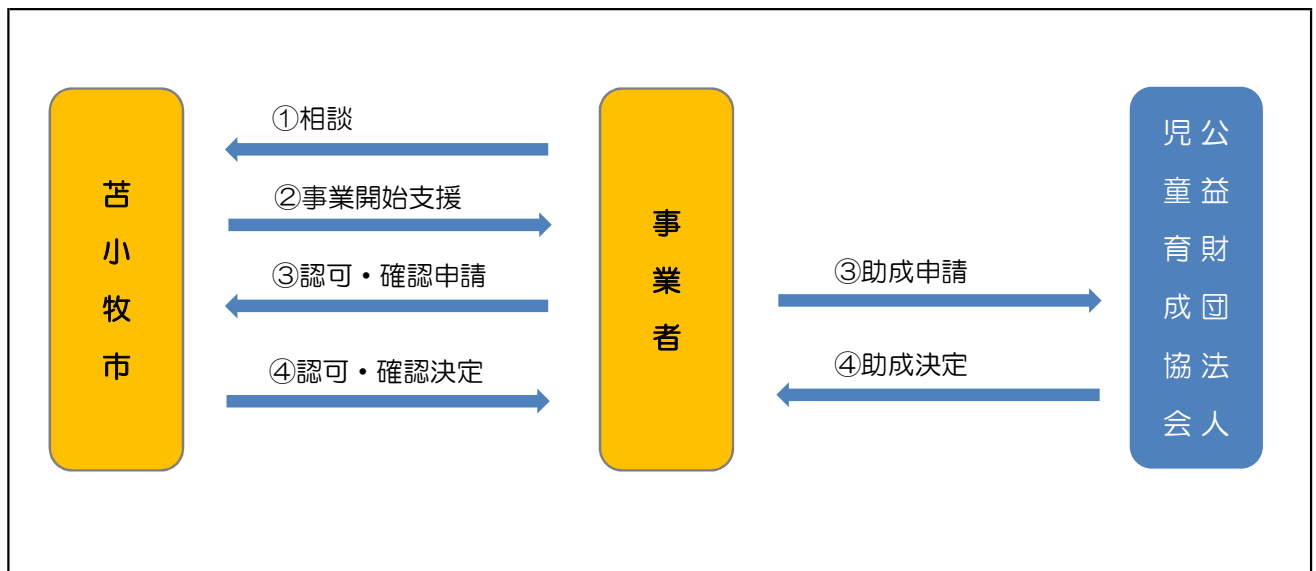 苫小牧市
①相談
②事業開始支援
③認可・確認申請
④認可・確認決定
事業者
③助成申請
④助成決定
公益財団法人
児童育成協会